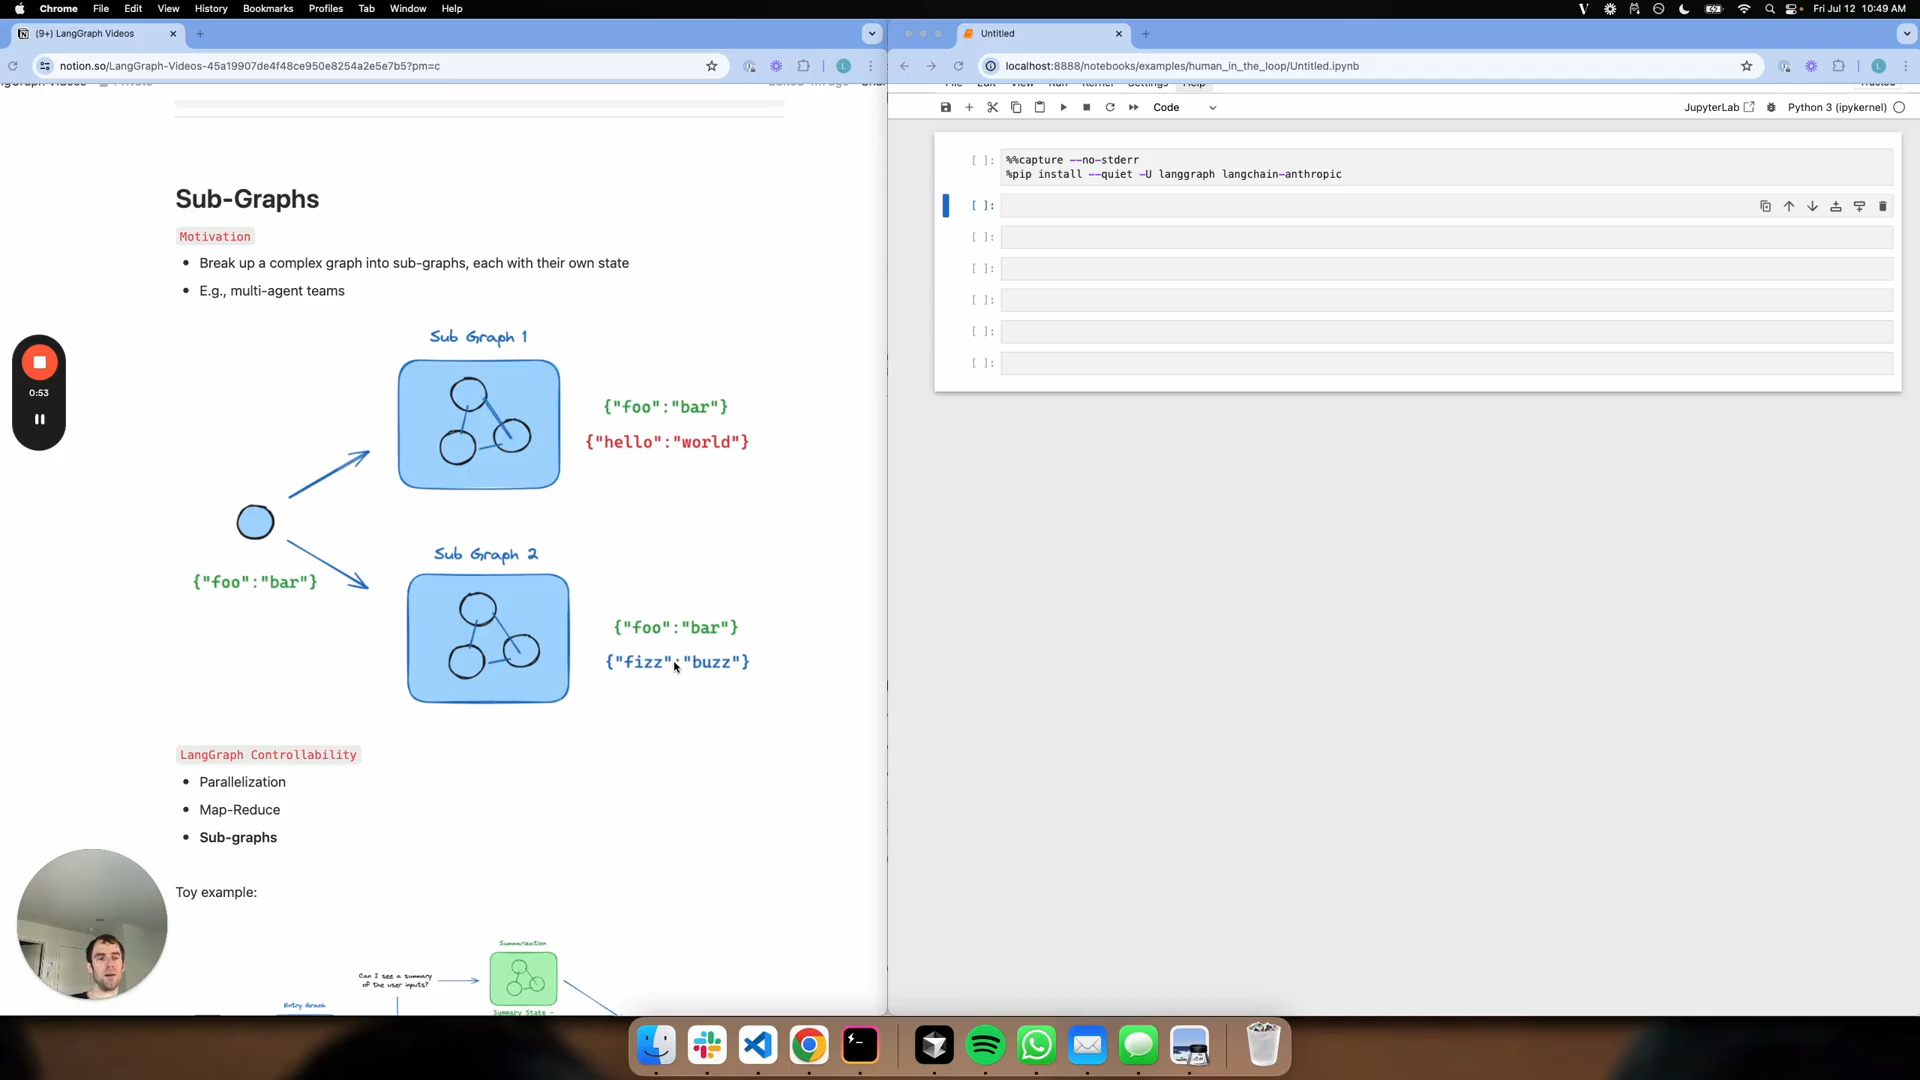 Chrome File Edit View History Bookmarks Profiles Tab Window Help
Fri Jul 12 10:49 AM
(9+) LangGraph Videos
notion.so/LangGraph-Videos-45a19907de4f48ce950e8254a2e5e7b5?pm=c
Untitled
localhost:8888/notebooks/examples/human_in_the_loop/Untitled.ipynb
Code
JupyterLab
Python 3 (ipykernel)
[ ]: %%capture --no-stderr
%pip install --quiet -U langgraph langchain-anthropic
[ ]:
[ ]:
[ ]:
[ ]:
[ ]:
[ ]:
Sub-Graphs
Motivation
Break up a complex graph into sub-graphs, each with their own state
E.g., multi-agent teams
Sub Graph 1
{"foo":"bar"}
{"hello":"world"}
0:53
Sub Graph 2
{"foo":"bar"}
{"foo":"bar"}
{"fizz":"buzz"}
LangGraph Controllability
Parallelization
Map-Reduce
Sub-graphs
Toy example:
Summarization
Can I see a summary
of the user inputs?
Entry Graph
Summary State -